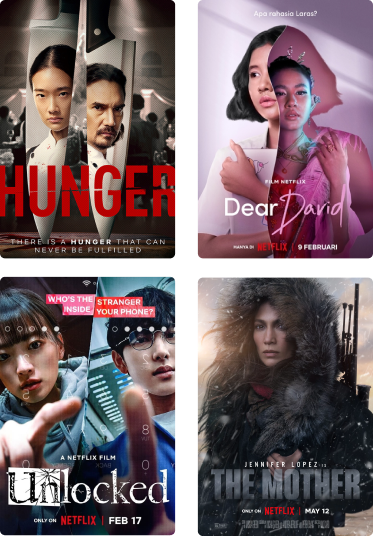 HUNGER
THERE IS A HUNGER THAT CAN
NEVER BE FULFILLED
Apa rahasia Laras?
FILM NETFLIX
Dear David
HANYA DI NETFLIX | 9 FEBRUARI
WHO'S THE STRANGER
INSIDE YOUR PHONE?
A NETFLIX FILM
Unlocked
ONLY ON NETFLIX | FEB 17
JENNIFER LOPEZ IS
THE MOTHER
ONLY ON NETFLIX | MAY 12